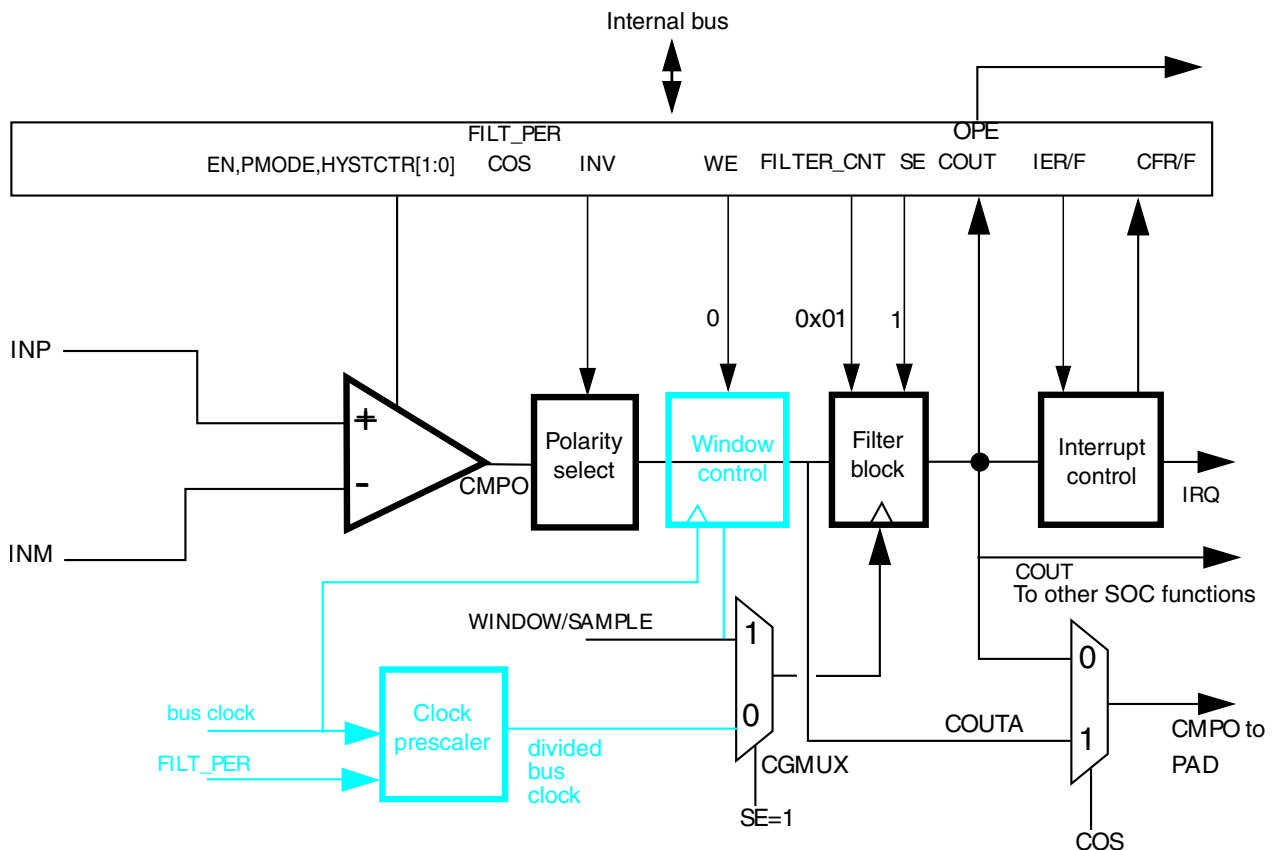 Internal bus
FILT_PER
OPE
EN,PMODE,HYSTCTR[1:0]
COS
INV
WE
FILTER_CNT
SE
COUT
IER/F
CFR/F
0
0x01
1
INP
+
-
INM
CMPO
Polarity
select
Window
control
Filter
block
Interrupt
control
IRQ
COUT
To other SOC functions
WINDOW/SAMPLE
1
0
CGMUX
SE=1
bus clock
FILT_PER
Clock
prescaler
divided
bus
clock
COUTA
0
1
CMPO to
PAD
COS